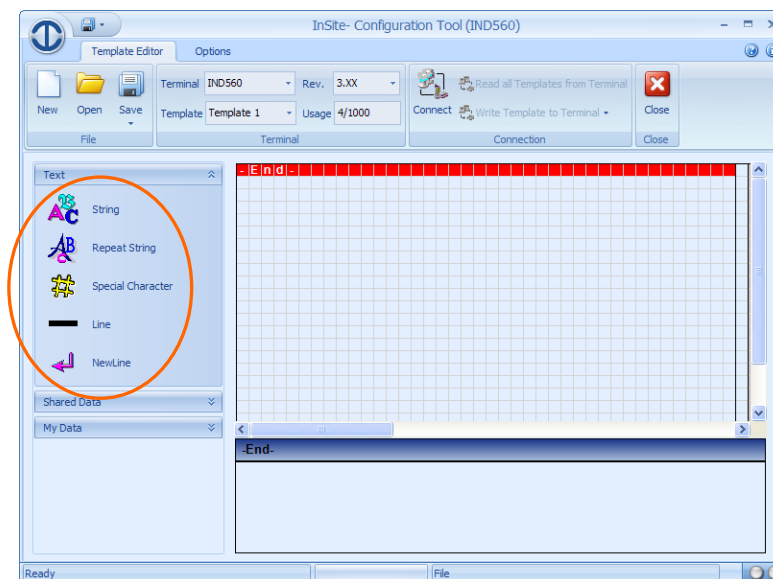 InSite- Configuration Tool (IND560)
Template Editor Options
New Open Save
Terminal IND560 Rev. 3.XX
Template Template 1 Usage 4/1000
Connect Read all Templates from Terminal
Write Template to Terminal
Close
File Terminal Connection Close
Text
String
Repeat String
Special Character
Line
NewLine
Shared Data
My Data
-End-
-End-
Ready File